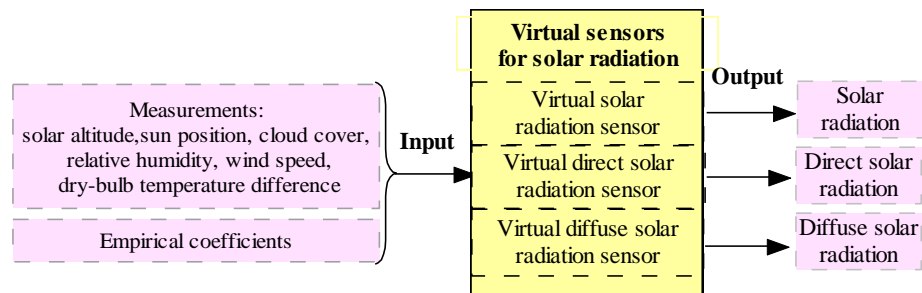 Measurements:
solar altitude,sun position, cloud cover,
relative humidity, wind speed,
dry-bulb temperature difference
Empirical coefficients
Input
Virtual sensors
for solar radiation
Virtual solar
radiation sensor
Virtual direct solar
radiation sensor
Virtual diffuse solar
radiation sensor
Output
Solar
radiation
Direct solar
radiation
Diffuse solar
radiation